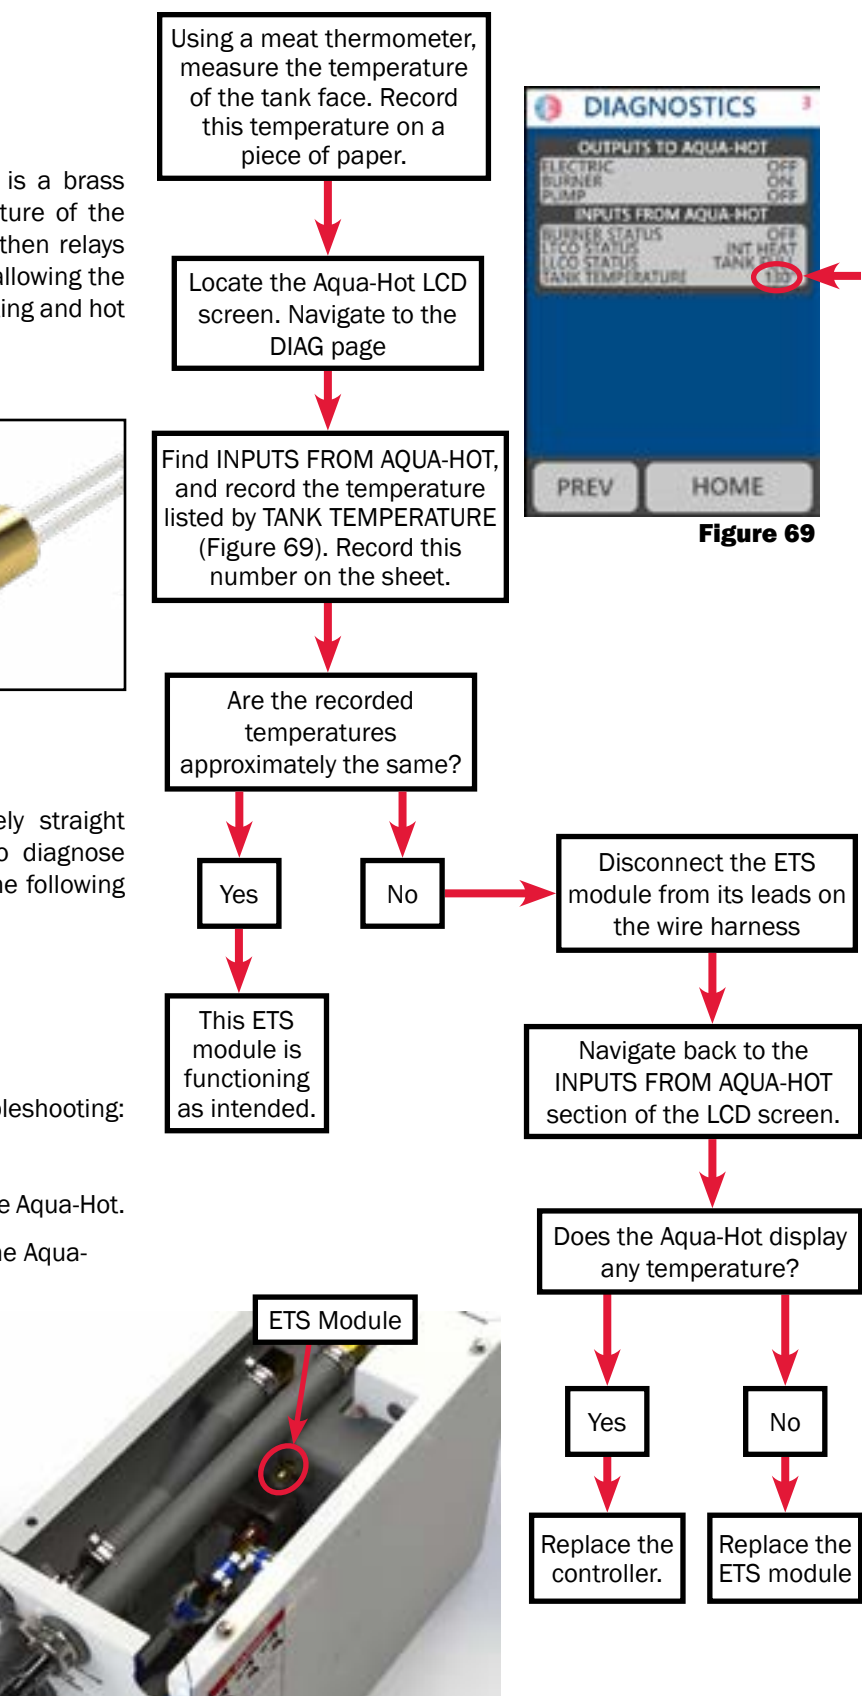 is a brass
ture of the
then relays
allowing the
ing and hot
ely straight
o diagnose
ne following
bleshooting:
e Aqua-Hot.
ne Aqua-
Using a meat thermometer,
measure the temperature
of the tank face. Record
this temperature on a
piece of paper.
Locate the Aqua-Hot LCD
screen. Navigate to the
DIAG page
Find INPUTS FROM AQUA-HOT,
and record the temperature
listed by TANK TEMPERATURE
(Figure 69). Record this
number on the sheet.
Are the recorded
temperatures
approximately the same?
Yes
No
This ETS
module is
functioning
as intended.
DIAGNOSTICS 3
OUTPUTS TO AQUA-HOT
ELECTRIC OFF
BURNER ON
PUMP OFF
INPUTS FROM AQUA-HOT
BURNER STATUS OFF
LTCO STATUS INT HEAT
LLCO STATUS TANK
TANK TEMPERATURE 130
PREV HOME
Figure 69
Disconnect the ETS
module from its leads on
the wire harness
Navigate back to the
INPUTS FROM AQUA-HOT
section of the LCD screen.
Does the Aqua-Hot display
any temperature?
Yes
No
Replace the
controller.
Replace the
ETS module
ETS Module